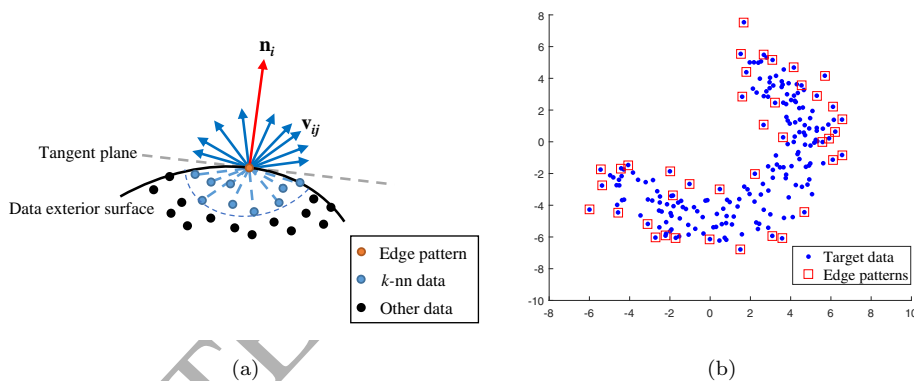 n_i
v_ij
Tangent plane
Data exterior surface
Edge pattern
k-nn data
Other data
(a)
8
6
4
2
0
-2
-4
-6
-8
-10
-8 -6 -4 -2 0 2 4 6 8 10
Target data
Edge patterns
(b)